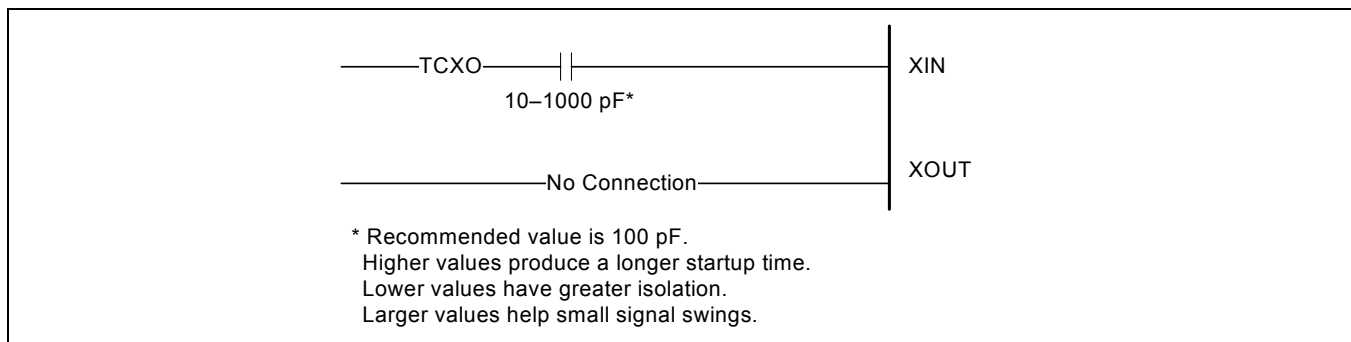 TCXO
XIN
10–1000 pF*
No Connection
XOUT
* Recommended value is 100 pF.
Higher values produce a longer startup time.
Lower values have greater isolation.
Larger values help small signal swings.